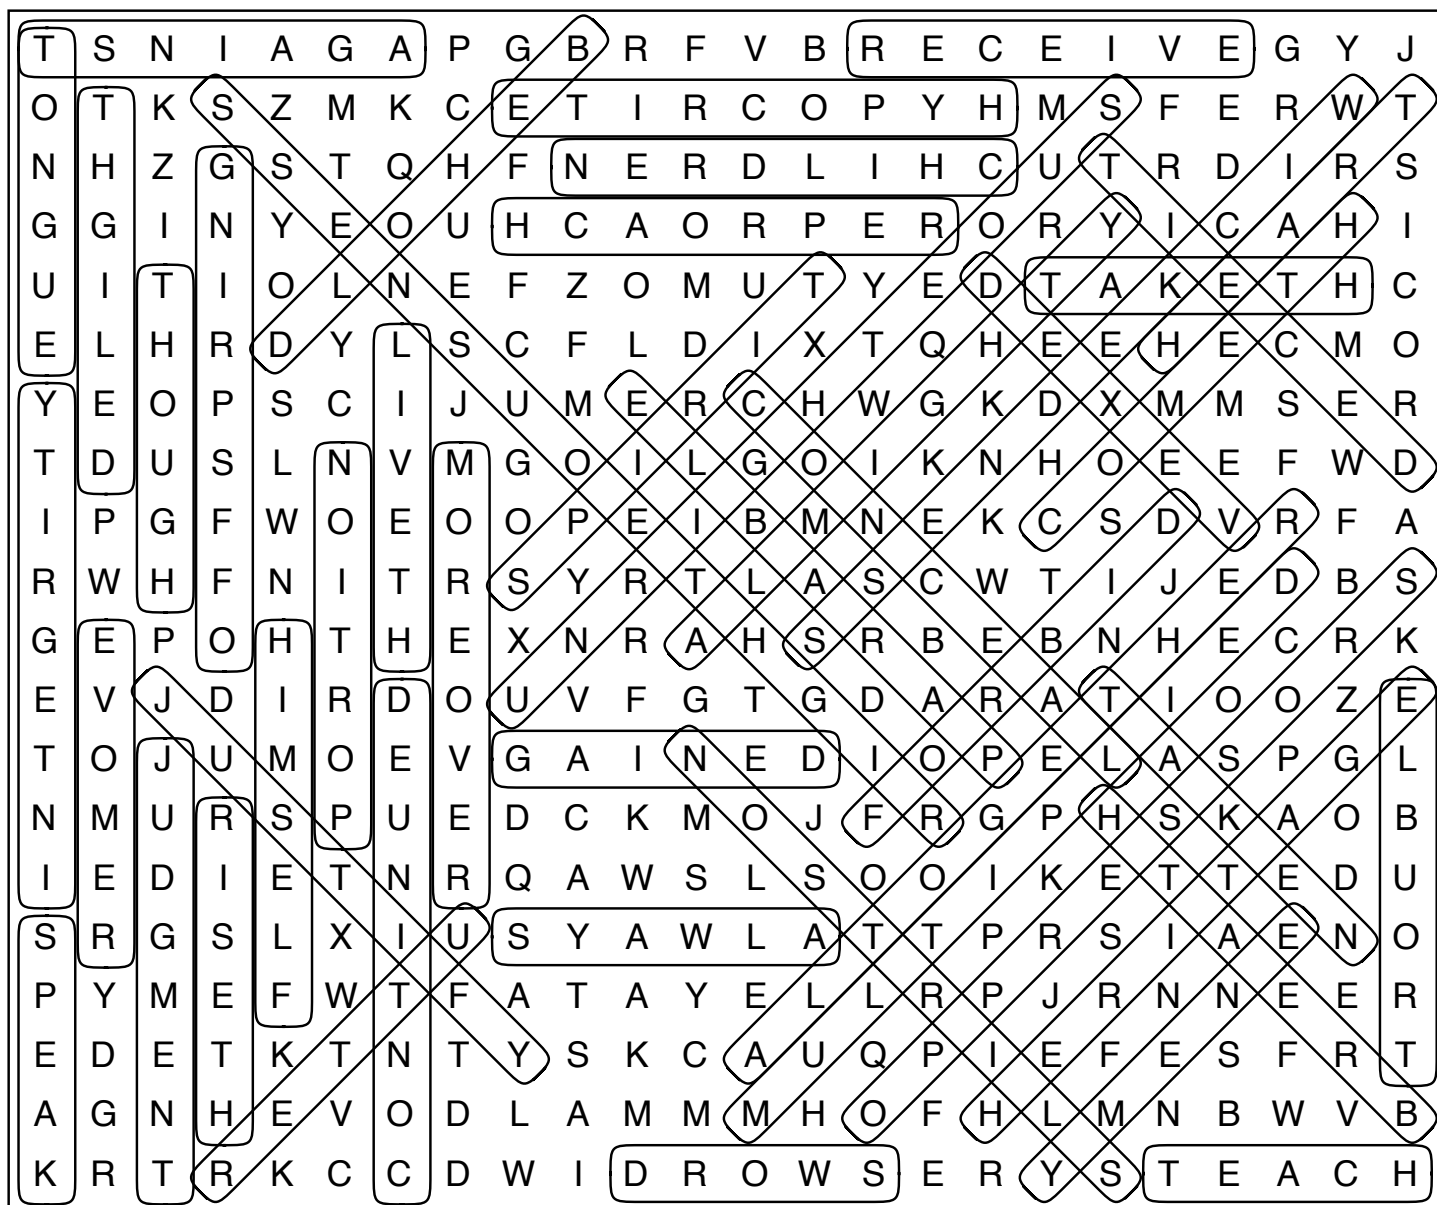 T S N I A G A P G B R F V B R E C E I V E G Y J
O T K S Z M K C E T I R C O P Y H M S F E R W T
N H Z G S T Q H F N E R D L I H C U T R D I R S
G G I N Y E O U H C A O R P E R O R Y I C A H I
U I T I O L N E F Z O M U T Y E D T A K E T H C
E L H R D Y L S C F L D I X T Q H E E H E C M O
Y E O P S C I J U M E R C H W G K D X M M S E R
T D U S L N V M G O I L G O I K N H O E E F W D
I P G F W O E O O P E I B M N E K C S D V R F A
R W H F N I T R S Y R T L A S C W T I J E D B S
G E P O H T H E X N R A H S R B E B N H E C R K
E V J D I R D O U V F G T G D A R A T I O O Z E
T O J U M O E V G A I N E D I O P E L A S P G L
N M U R S P U E D C K M O J F R G P H S K A O B
I E D I E T N R Q A W S L S O O I K E T T E D U
S R G S L X I U S Y A W L A T T P R S I A E N O
P Y M E F W T F A T A Y E L L R P J R N N E E R
E D E T K T N T Y S K C A U Q P I E F E S F R T
A G N H E V O D L A M M M H O F H L M N B W V B
K R T R K C C D W I D R O W S E R Y S T E A C H